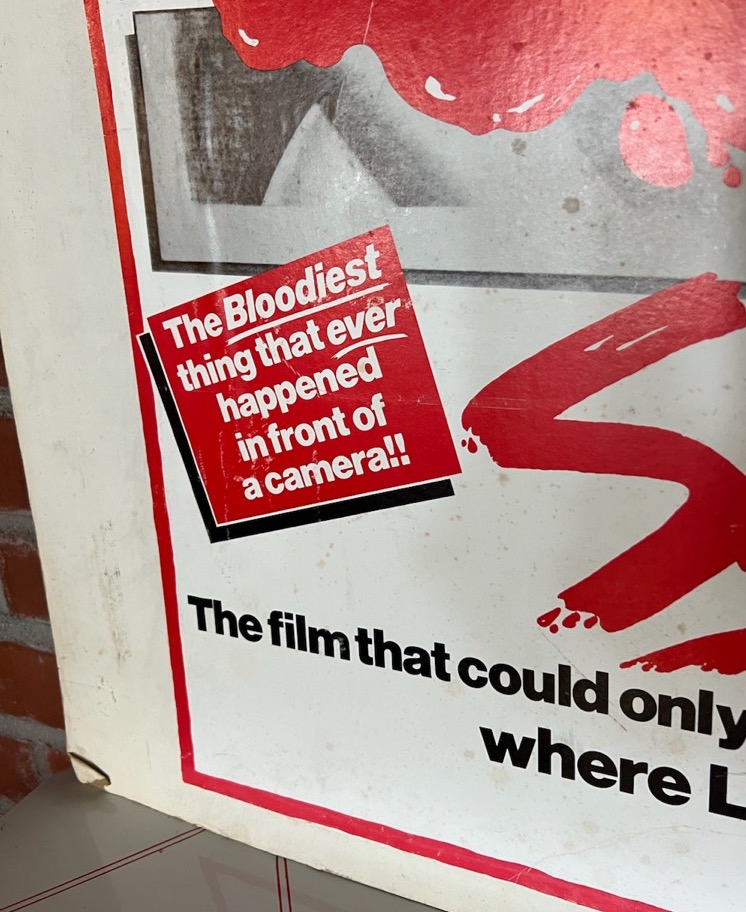 The Bloodiest
thing that ever
happened
in front of
a camera!!
S
The film that could only
where L